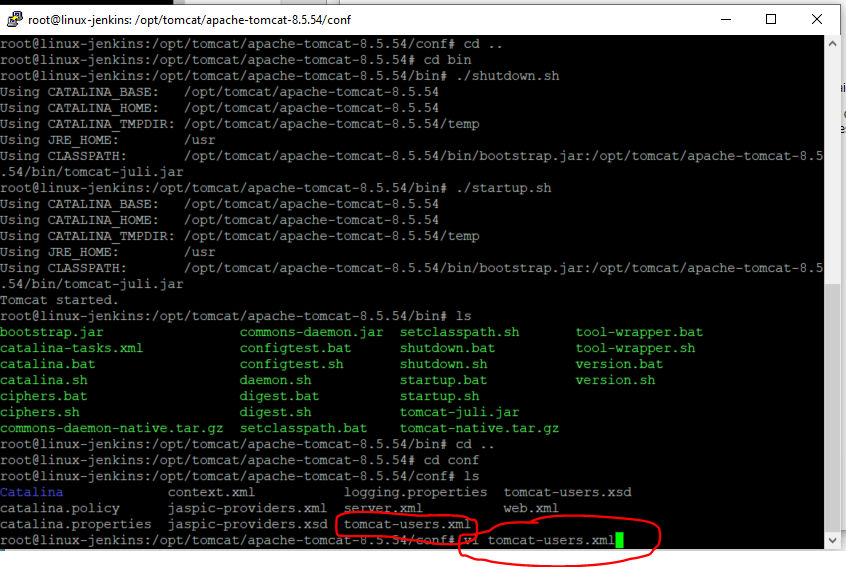 root@linux-jenkins: /opt/tomcat/apache-tomcat-8.5.54/conf
root@linux-jenkins:/opt/tomcat/apache-tomcat-8.5.54/conf# cd ..
root@linux-jenkins:/opt/tomcat/apache-tomcat-8.5.54# cd bin
root@linux-jenkins:/opt/tomcat/apache-tomcat-8.5.54/bin# ./shutdown.sh
Using CATALINA_BASE:   /opt/tomcat/apache-tomcat-8.5.54
Using CATALINA_HOME:   /opt/tomcat/apache-tomcat-8.5.54
Using CATALINA_TMPDIR: /opt/tomcat/apache-tomcat-8.5.54/temp
Using JRE_HOME:        /usr
Using CLASSPATH:       /opt/tomcat/apache-tomcat-8.5.54/bin/bootstrap.jar:/opt/tomcat/apache-tomcat-8.5
.54/bin/tomcat-juli.jar
root@linux-jenkins:/opt/tomcat/apache-tomcat-8.5.54/bin# ./startup.sh
Using CATALINA_BASE:   /opt/tomcat/apache-tomcat-8.5.54
Using CATALINA_HOME:   /opt/tomcat/apache-tomcat-8.5.54
Using CATALINA_TMPDIR: /opt/tomcat/apache-tomcat-8.5.54/temp
Using JRE_HOME:        /usr
Using CLASSPATH:       /opt/tomcat/apache-tomcat-8.5.54/bin/bootstrap.jar:/opt/tomcat/apache-tomcat-8.5
.54/bin/tomcat-juli.jar
Tomcat started.
root@linux-jenkins:/opt/tomcat/apache-tomcat-8.5.54/bin# ls
bootstrap.jar                 commons-daemon.jar  setclasspath.sh       tool-wrapper.bat
catalina-tasks.xml            configtest.bat      shutdown.bat          tool-wrapper.sh
catalina.bat                  configtest.sh       shutdown.sh           version.bat
catalina.sh                   daemon.sh           startup.bat           version.sh
ciphers.bat                   digest.bat          startup.sh
ciphers.sh                    digest.sh           tomcat-juli.jar
commons-daemon-native.tar.gz  setclasspath.bat    tomcat-native.tar.gz
root@linux-jenkins:/opt/tomcat/apache-tomcat-8.5.54/bin# cd ..
root@linux-jenkins:/opt/tomcat/apache-tomcat-8.5.54# cd conf
root@linux-jenkins:/opt/tomcat/apache-tomcat-8.5.54/conf# ls
Catalina             context.xml           logging.properties  tomcat-users.xsd
catalina.policy      jaspic-providers.xml  server.xml          web.xml
catalina.properties  jaspic-providers.xsd  tomcat-users.xml
root@linux-jenkins:/opt/tomcat/apache-tomcat-8.5.54/conf# vi tomcat-users.xml